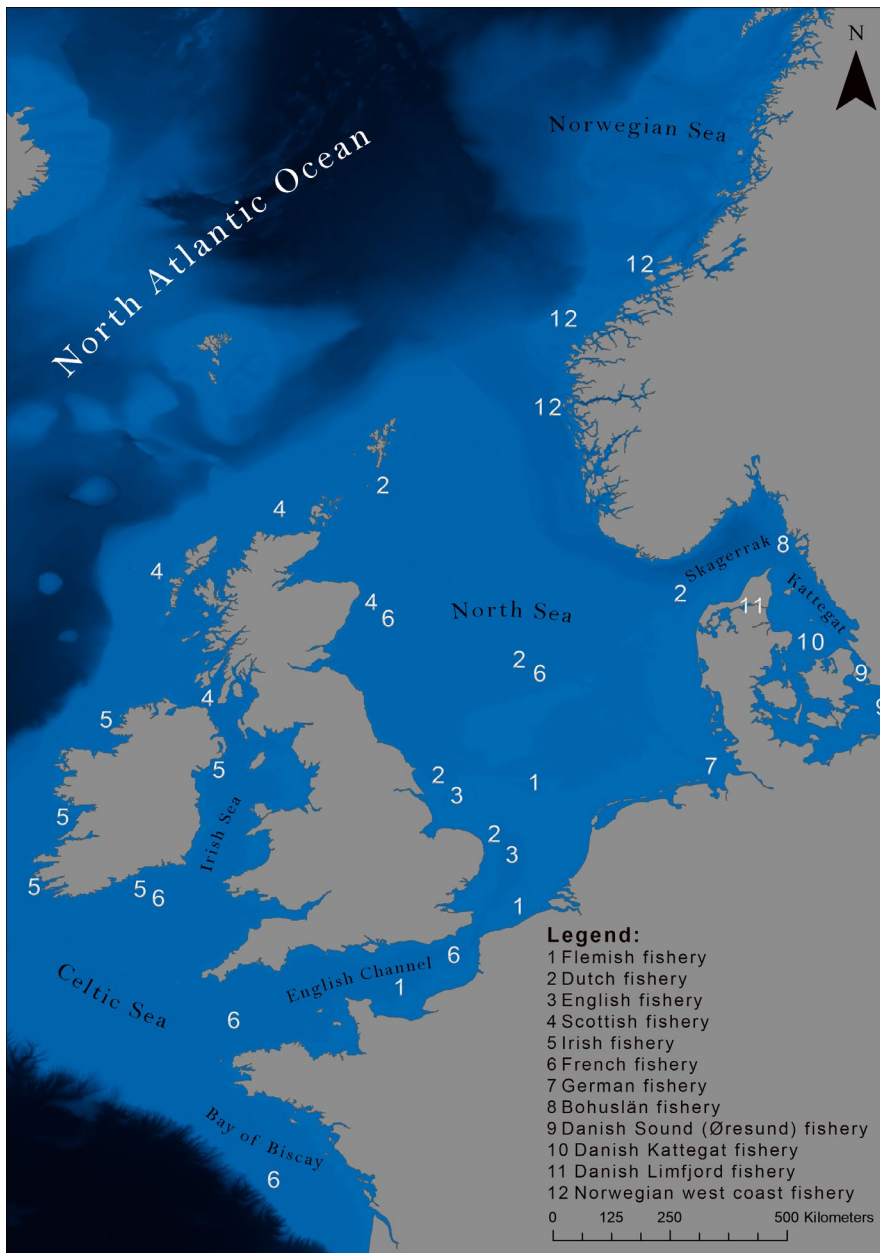 N
Norwegian Sea
North Atlantic Ocean
12
12
12
2
4
8
4
Skagerrak
2
Kattegat
4
11
6
North Sea
10
2
6
9
4
9
5
5
7
2
1
3
5
Irish Sea
2
3
5
5
6
1
6
English Channel
1
Celtic Sea
6
Bay of Biscay
6
Legend:
1 Flemish fishery
2 Dutch fishery
3 English fishery
4 Scottish fishery
5 Irish fishery
6 French fishery
7 German fishery
8 Bohuslän fishery
9 Danish Sound (Øresund) fishery
10 Danish Kattegat fishery
11 Danish Limfjord fishery
12 Norwegian west coast fishery
0 125 250 500 Kilometers